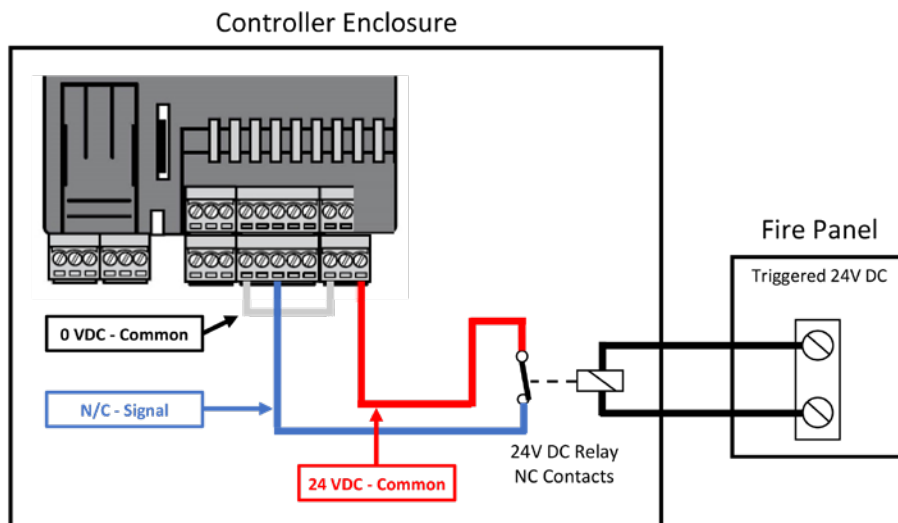 Controller Enclosure
Fire Panel
Triggered 24V DC
0 VDC - Common
N/C - Signal
24 VDC - Common
24V DC Relay
NC Contacts